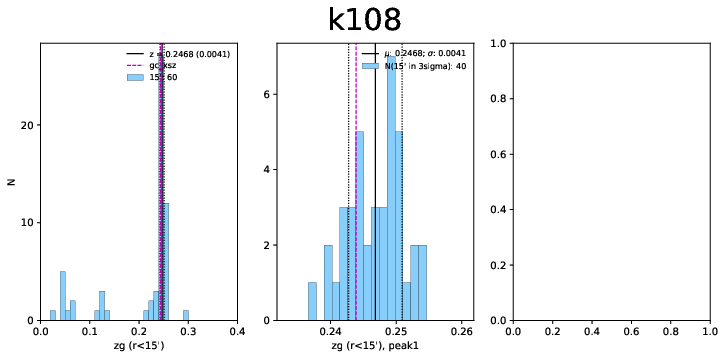 k108
z = 0.2468 (0.0041)
15': 60
20
10
0
N
0.0 0.1 0.2 0.3 0.4
zg (r<15')
μ: 0.2468; σ: 0.0041
N(15' in 3sigma): 40
6
4
2
0
0.24 0.25 0.26
zg (r<15'), peak1
1.0
0.8
0.6
0.4
0.2
0.0
0.0 0.2 0.4 0.6 0.8 1.0